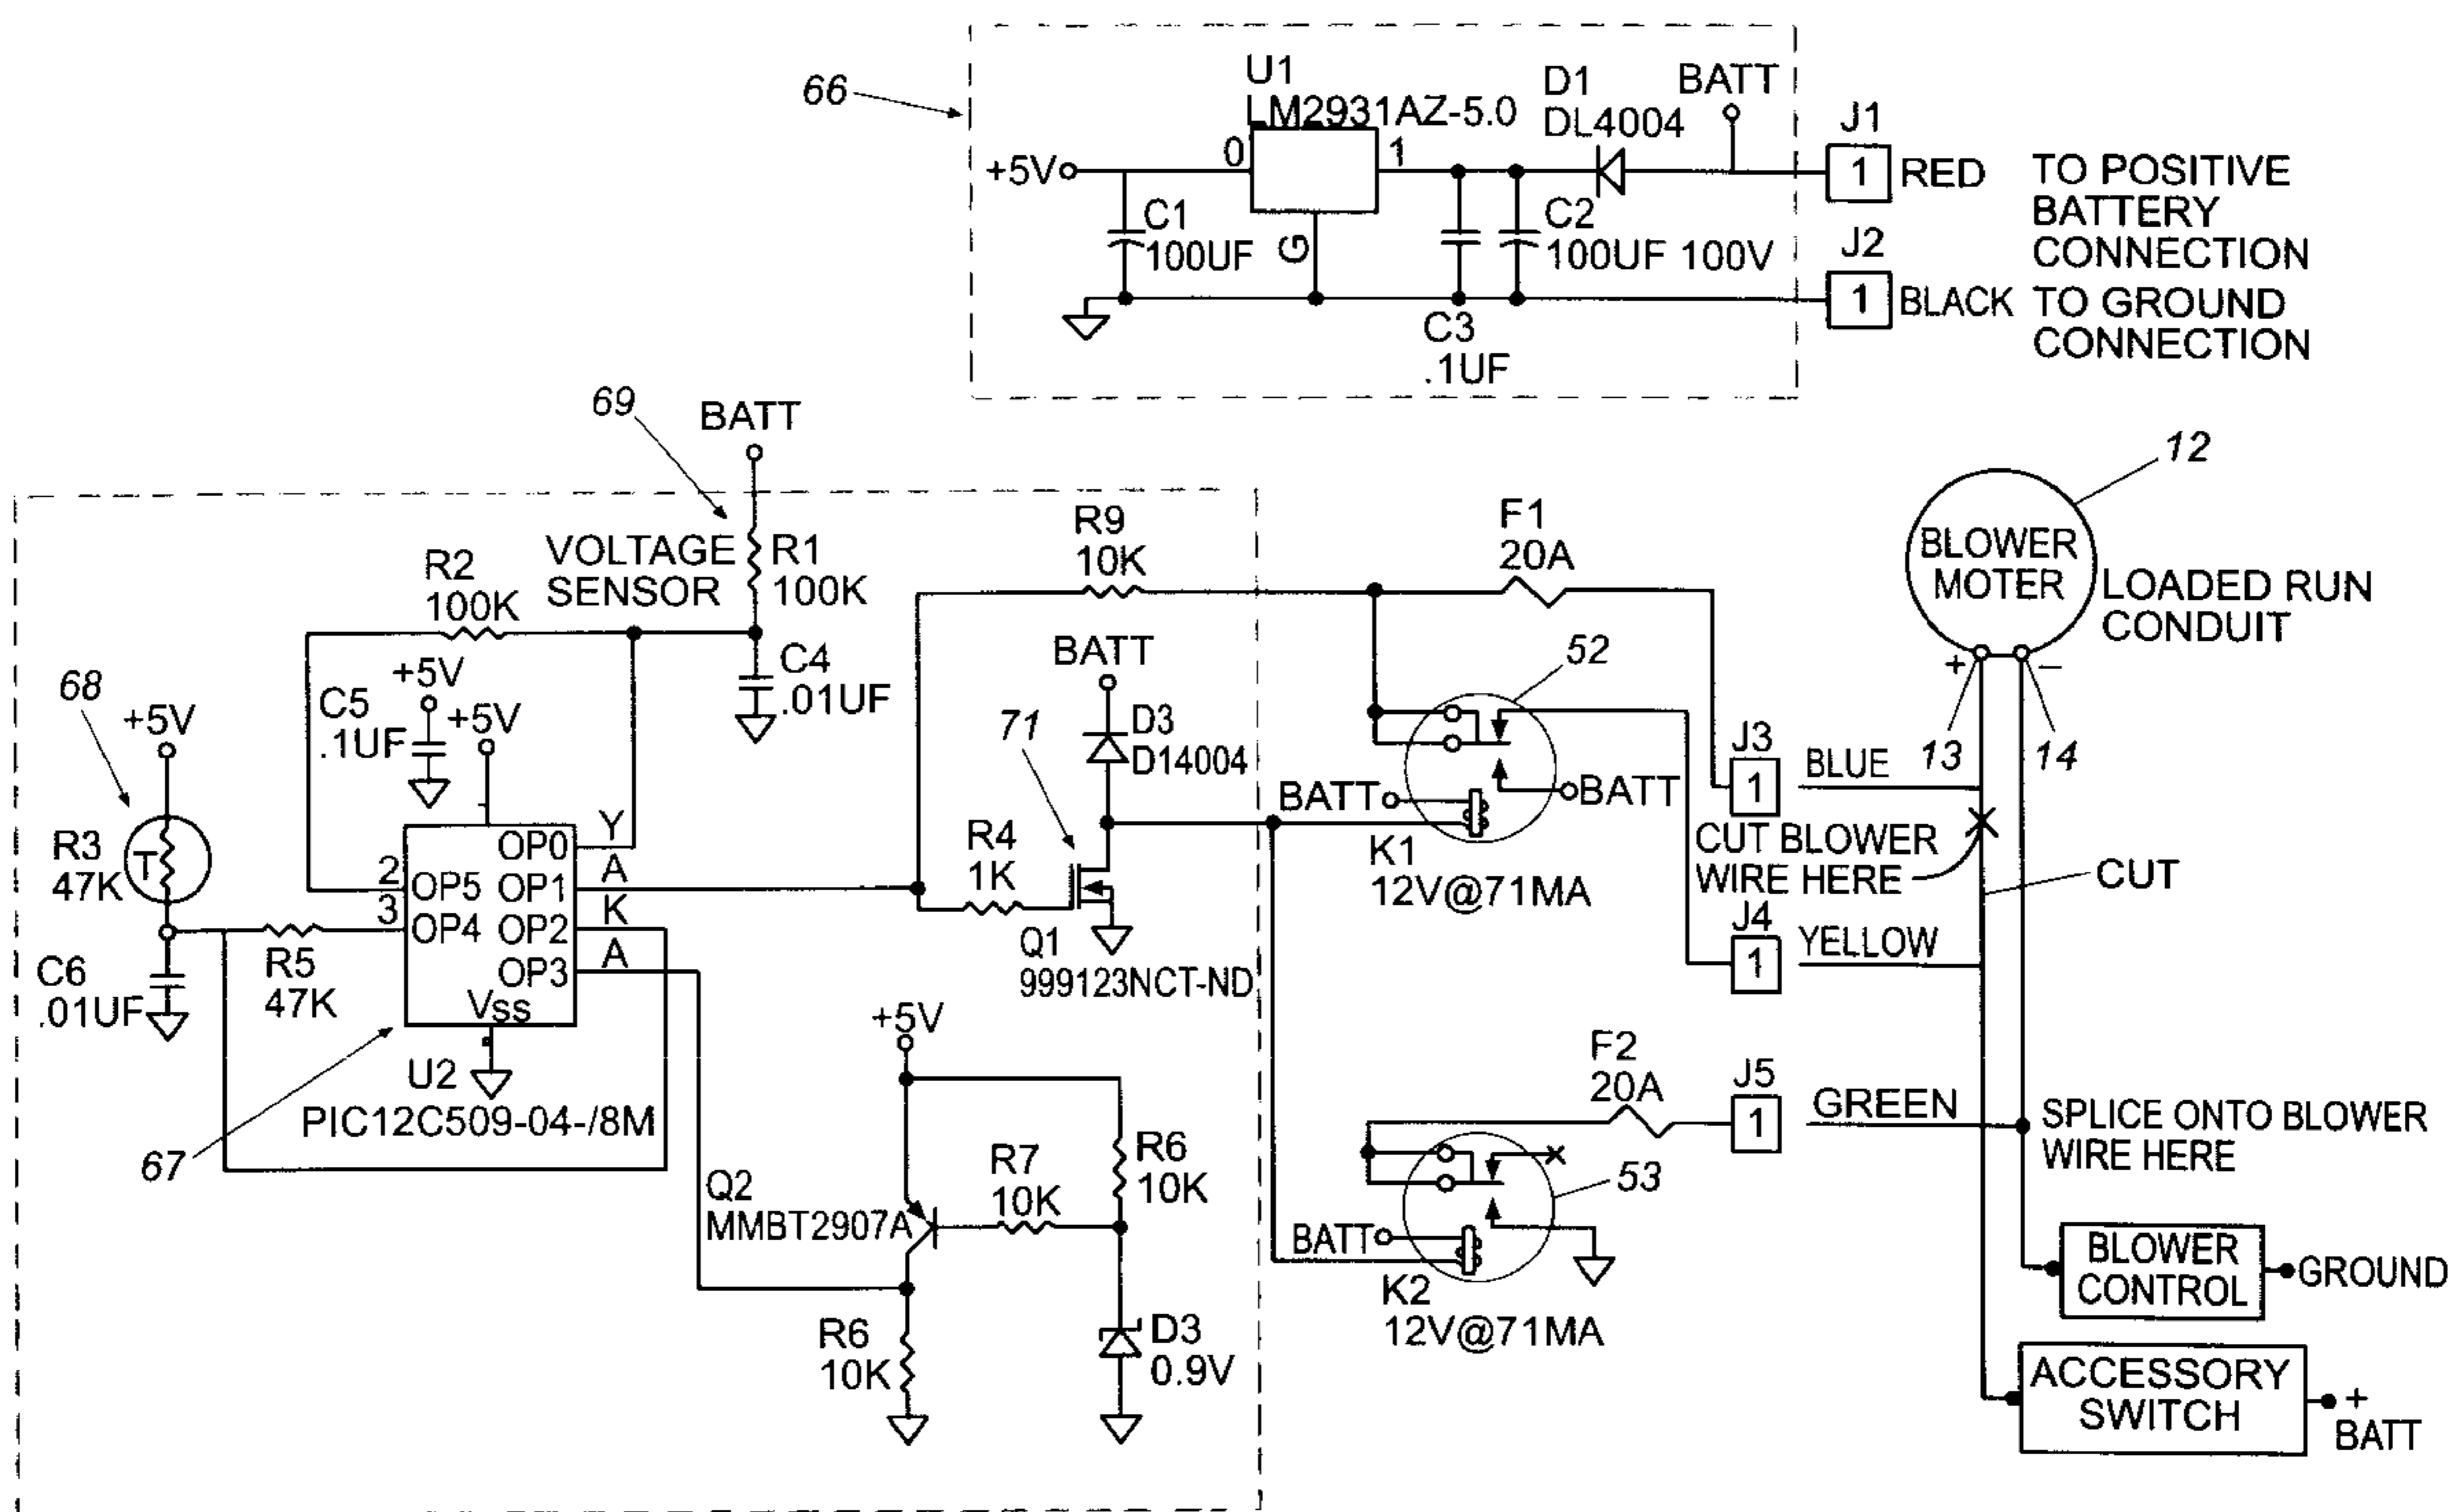 66
U1
LM2931AZ-5.0
D1
DL4004
BATT
J1
+5V
0
1
1
RED
TO POSITIVE
BATTERY
CONNECTION
C1
100UF
G
C2
100UF 100V
J2
1
BLACK
TO GROUND
CONNECTION
C3
.1UF
69
BATT
12
R2
100K
VOLTAGE
SENSOR
R1
100K
R9
10K
F1
20A
BLOWER
MOTER
LOADED RUN
CONDUIT
68
+5V
C5
.1UF
+5V
+5V
C4
.01UF
BATT
71
D3
D14004
52
+
–
13
14
J3
1
BLUE
BATT
BATT
R3
47K
T
2
3
OP5
OP4
OP0
OP1
OP2
OP3
Y
A
K
A
VSS
R4
1K
K1
12V@71MA
CUT BLOWER
WIRE HERE
CUT
J4
1
YELLOW
Q1
999123NCT-ND
C6
.01UF
R5
47K
U2
PIC12C509-04-/8M
67
+5V
Q2
MMBT2907A
R7
10K
R6
10K
F2
20A
J5
1
GREEN
SPLICE ONTO BLOWER
WIRE HERE
53
BATT
K2
12V@71MA
R6
10K
D3
0.9V
BLOWER
CONTROL
GROUND
ACCESSORY
SWITCH
+
BATT